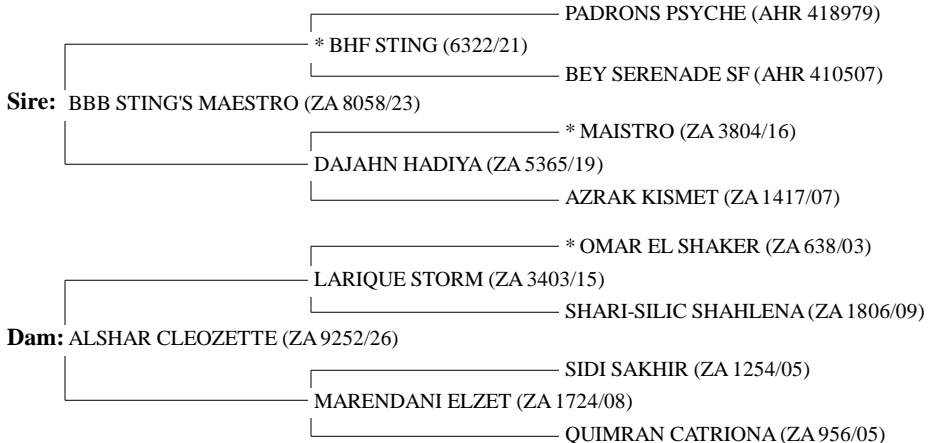 PADRONS PSYCHE (AHR 418979)
* BHF STING (6322/21)
BEY SERENADE SF (AHR 410507)
Sire: BBB STING'S MAESTRO (ZA 8058/23)
* MAISTRO (ZA 3804/16)
DAJAHN HADIYA (ZA 5365/19)
AZRAK KISMET (ZA 1417/07)
* OMAR EL SHAKER (ZA 638/03)
LARIQUE STORM (ZA 3403/15)
SHARI-SILIC SHAHLENA (ZA 1806/09)
Dam: ALSHAR CLEOZETTE (ZA 9252/26)
SIDI SAKHIR (ZA 1254/05)
MARENDANI ELZET (ZA 1724/08)
QUIMRAN CATRIONA (ZA 956/05)